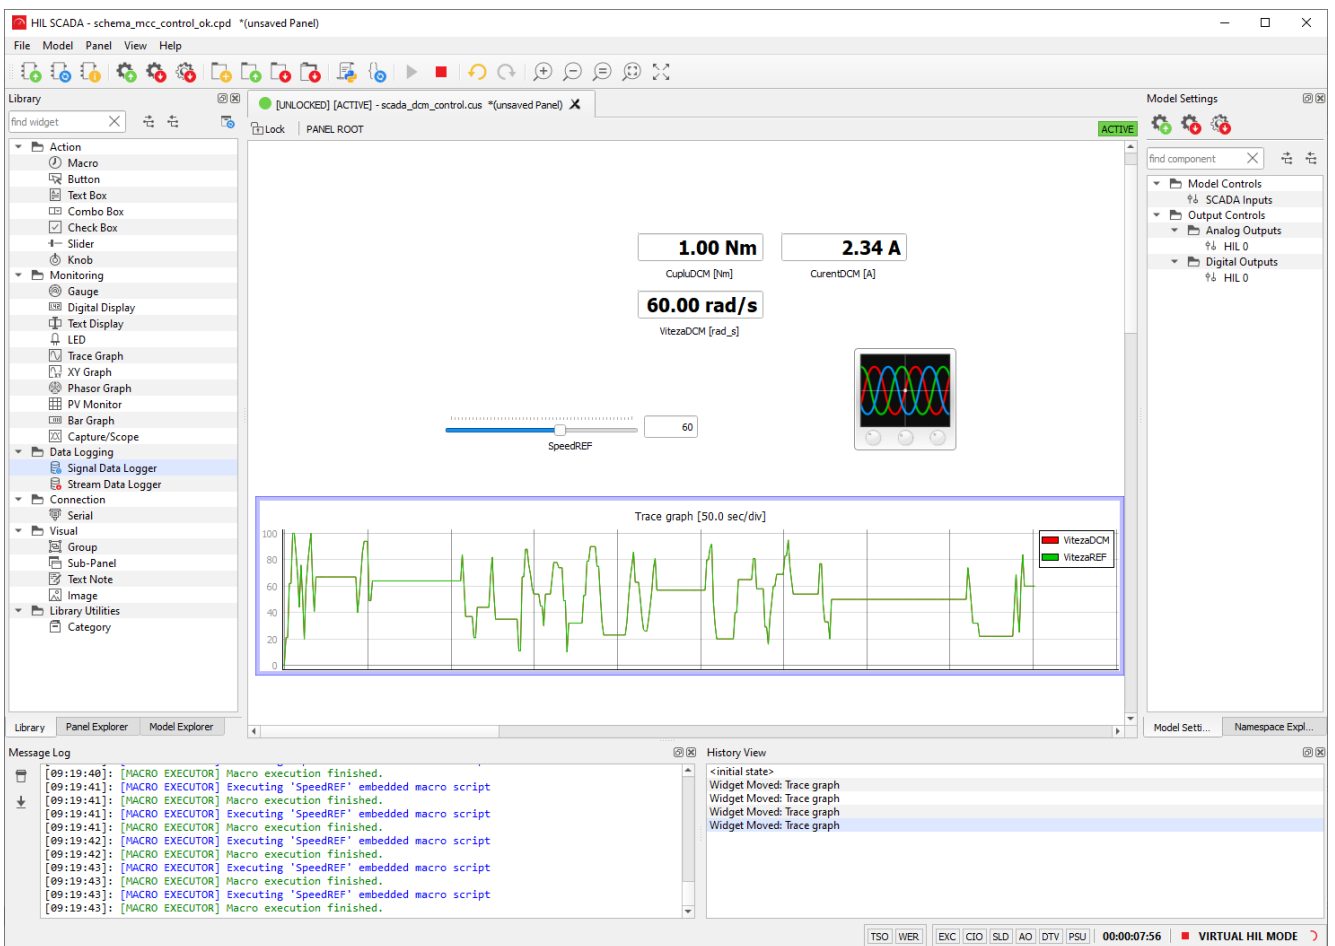 HIL SCADA - schema_mcc_control_ok.cpd *(unsaved Panel)
File Model Panel View Help
Library
find widget
Action
Macro
Button
Text Box
Combo Box
Check Box
Slider
Knob
Monitoring
Gauge
Digital Display
Text Display
LED
Trace Graph
XY Graph
Phasor Graph
PV Monitor
Bar Graph
Capture/Scope
Data Logging
Signal Data Logger
Stream Data Logger
Connection
Serial
Visual
Group
Sub-Panel
Text Note
Image
Library Utilities
Category
Library Panel Explorer Model Explorer
[UNLOCKED] [ACTIVE] - scada_dcm_control.cus *(unsaved Panel)
Lock PANEL ROOT ACTIVE
1.00 Nm 2.34 A
CupluDCM [Nm] CurentDCM [A]
60.00 rad/s
VitezaDCM [rad_s]
60
SpeedREF
Trace graph [50.0 sec/div]
100
80
60
40
20
0
VitezaDCM
VitezaREF
Model Settings
find component
Model Controls
SCADA Inputs
Output Controls
Analog Outputs
HIL 0
Digital Outputs
HIL 0
Model Setti... Namespace Expl...
Message Log
[09:19:40]: [MACRO EXECUTOR] Macro execution finished.
[09:19:41]: [MACRO EXECUTOR] Executing 'SpeedREF' embedded macro script
[09:19:41]: [MACRO EXECUTOR] Macro execution finished.
[09:19:41]: [MACRO EXECUTOR] Executing 'SpeedREF' embedded macro script
[09:19:41]: [MACRO EXECUTOR] Macro execution finished.
[09:19:42]: [MACRO EXECUTOR] Executing 'SpeedREF' embedded macro script
[09:19:42]: [MACRO EXECUTOR] Macro execution finished.
[09:19:43]: [MACRO EXECUTOR] Executing 'SpeedREF' embedded macro script
[09:19:43]: [MACRO EXECUTOR] Macro execution finished.
[09:19:43]: [MACRO EXECUTOR] Executing 'SpeedREF' embedded macro script
[09:19:43]: [MACRO EXECUTOR] Macro execution finished.
History View
<initial state>
Widget Moved: Trace graph
Widget Moved: Trace graph
Widget Moved: Trace graph
Widget Moved: Trace graph
TSO WER EXC CIO SLD AO DTV PSU 00:00:07:56 VIRTUAL HIL MODE